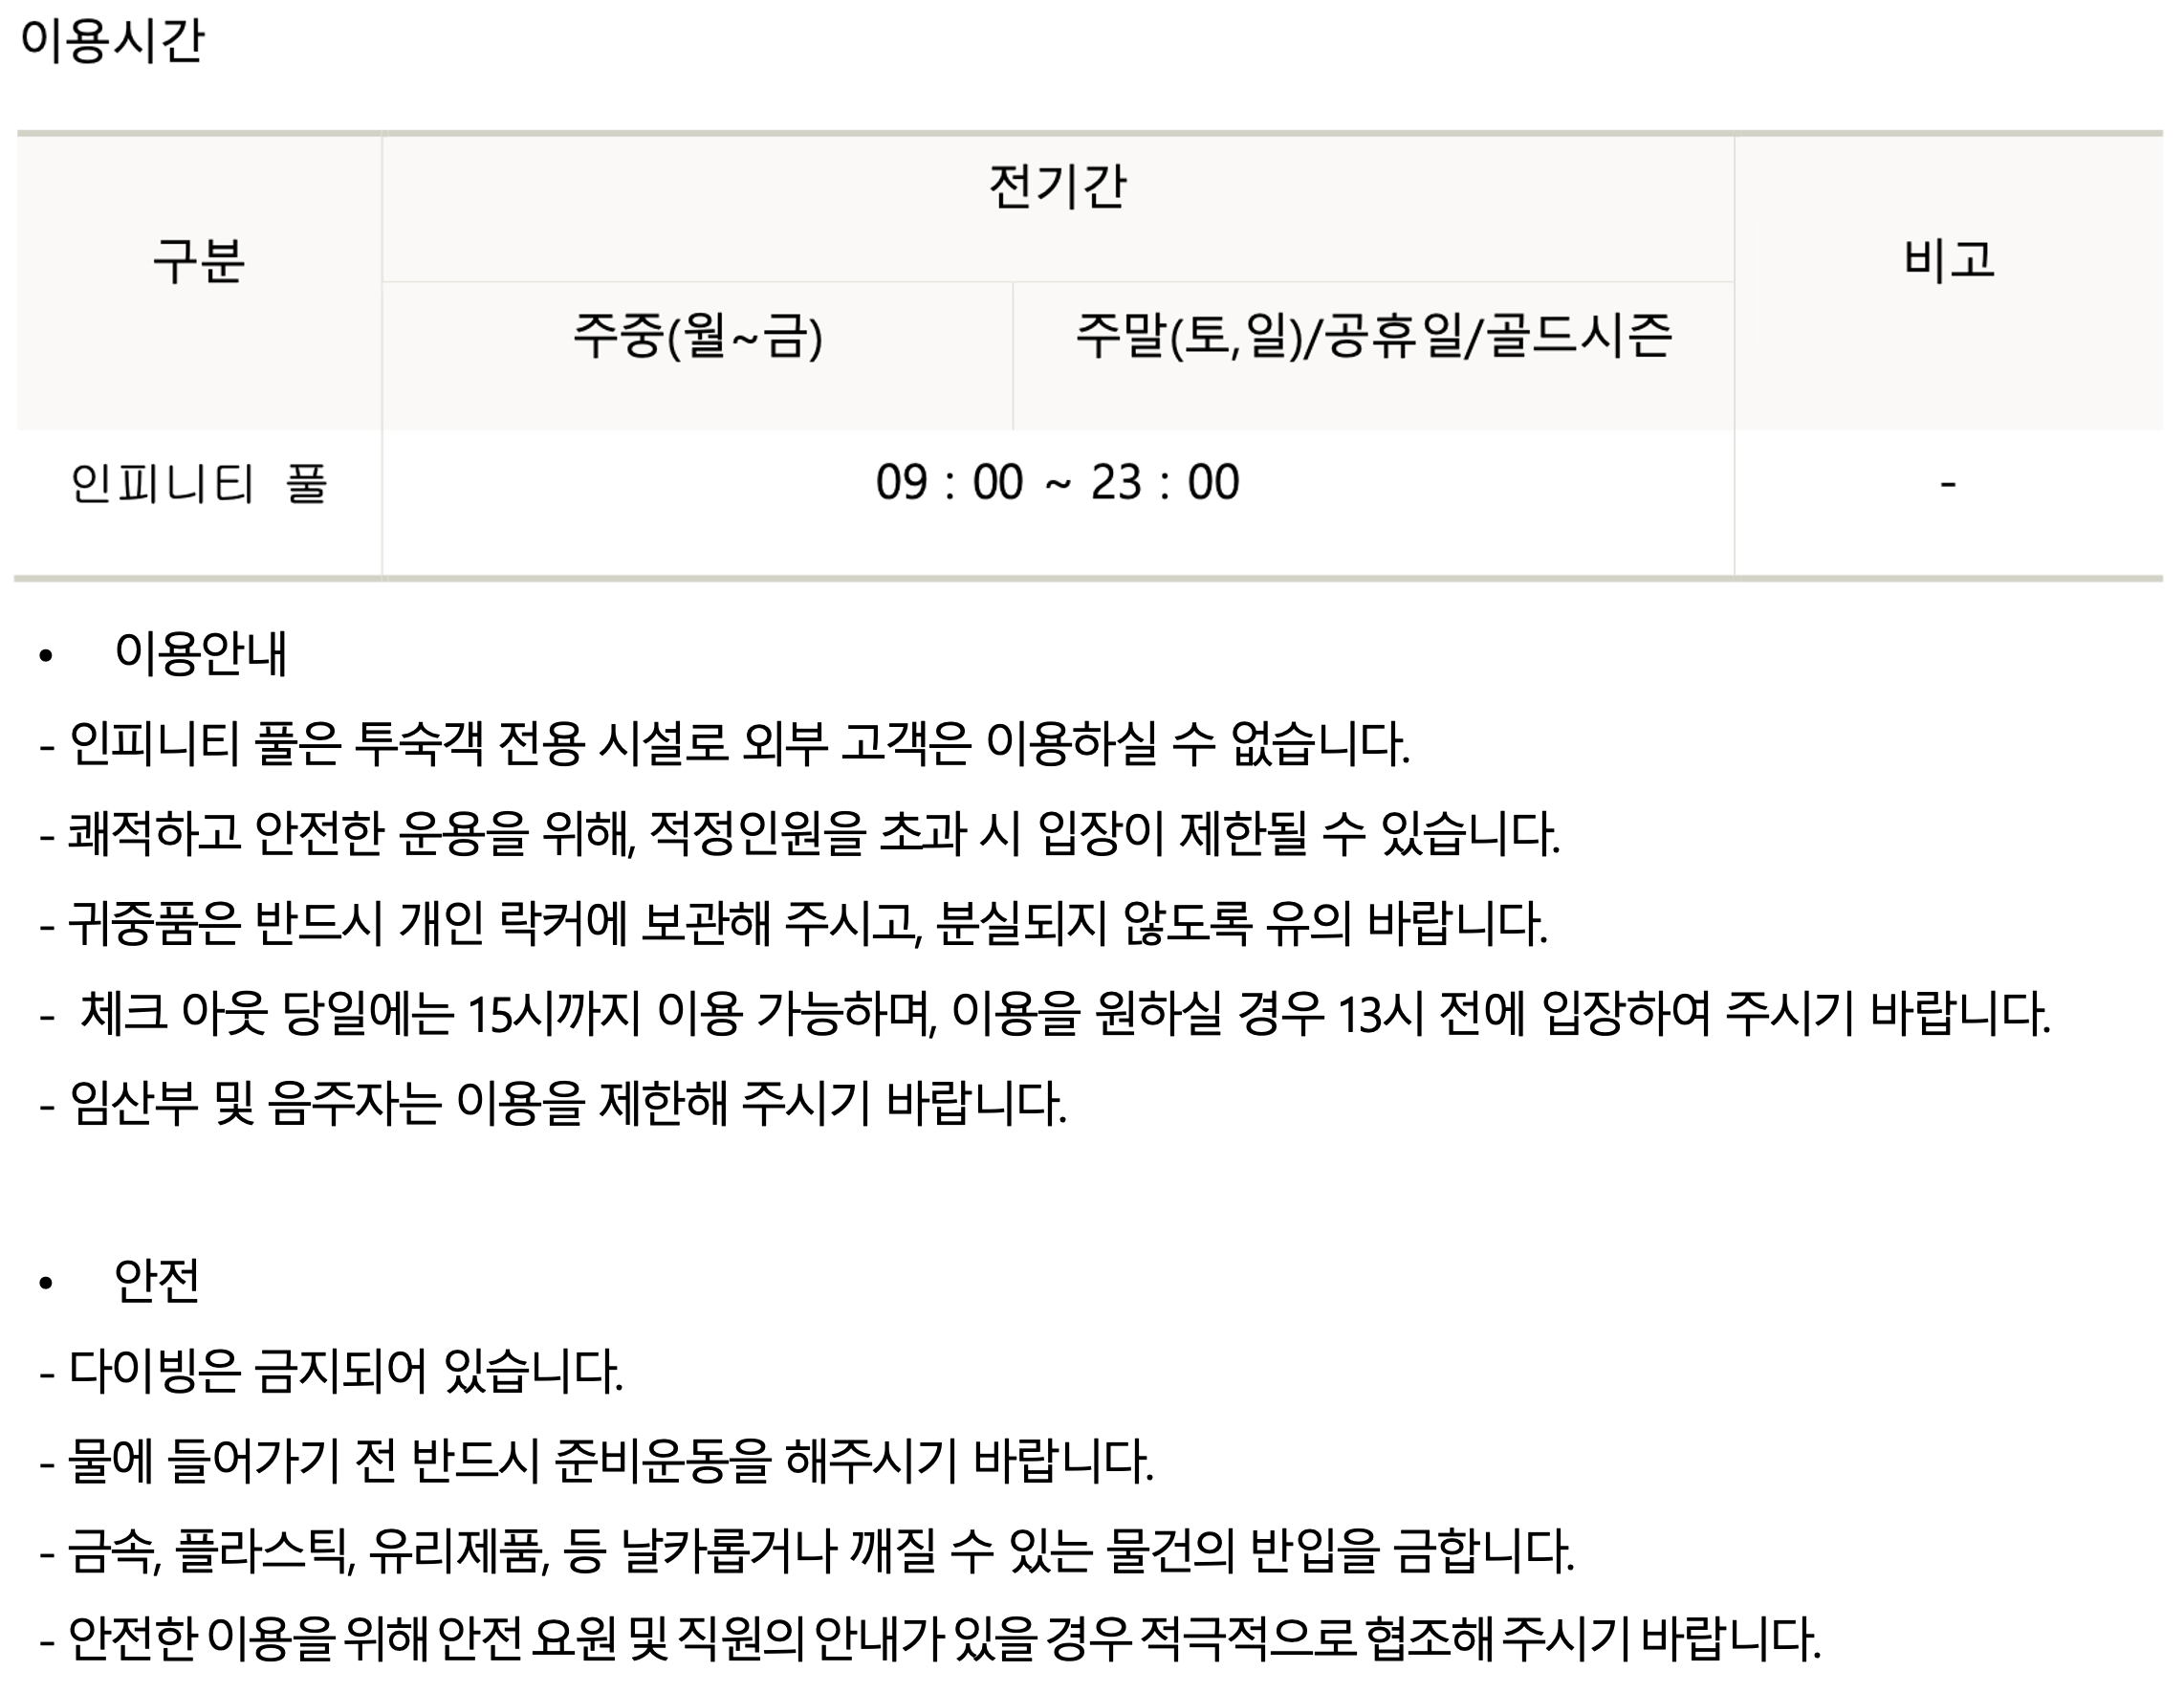 이용시간
구분
전기간
비고
주중(월~금)
주말(토,일)/공휴일/골드시즌
인피니티 풀
09 : 00 ~ 23 : 00
-
• 이용안내
- 인피니티 풀은 투숙객 전용 시설로 외부 고객은 이용하실 수 없습니다.
- 쾌적하고 안전한 운용을 위해, 적정인원을 초과 시 입장이 제한될 수 있습니다.
- 귀중품은 반드시 개인 락커에 보관해 주시고, 분실되지 않도록 유의 바랍니다.
- 체크 아웃 당일에는 15시까지 이용 가능하며, 이용을 원하실 경우 13시 전에 입장하여 주시기 바랍니다.
- 임산부 및 음주자는 이용을 제한해 주시기 바랍니다.
• 안전
- 다이빙은 금지되어 있습니다.
- 물에 들어가기 전 반드시 준비운동을 해주시기 바랍니다.
- 금속, 플라스틱, 유리제품, 등 날카롭거나 깨질 수 있는 물건의 반입을 금합니다.
- 안전한 이용을 위해 안전 요원 및 직원의 안내가 있을 경우 적극적으로 협조해 주시기 바랍니다.